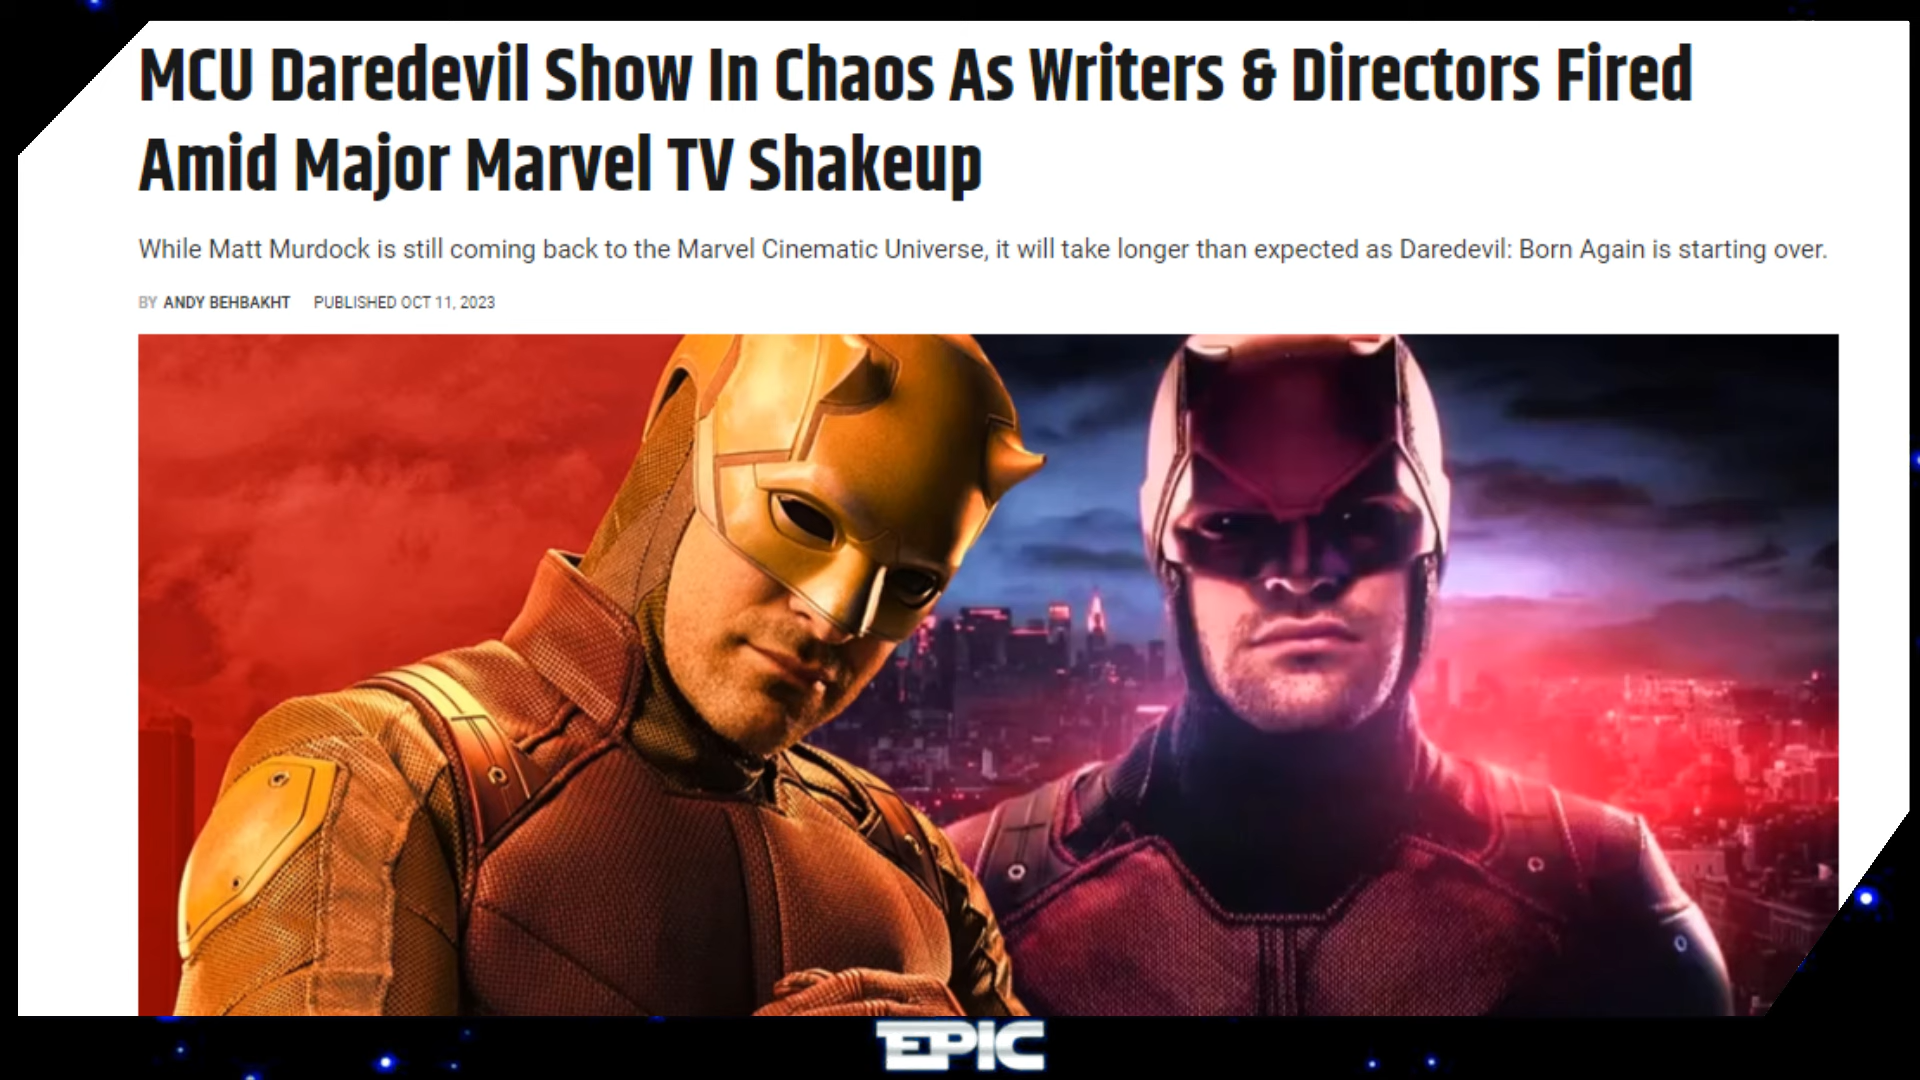 MCU Daredevil Show In Chaos As Writers & Directors Fired
Amid Major Marvel TV Shakeup
While Matt Murdock is still coming back to the Marvel Cinematic Universe, it will take longer than expected as Daredevil: Born Again is starting over.
BY ANDY BEHBAKHT PUBLISHED OCT 11, 2023
EPIC